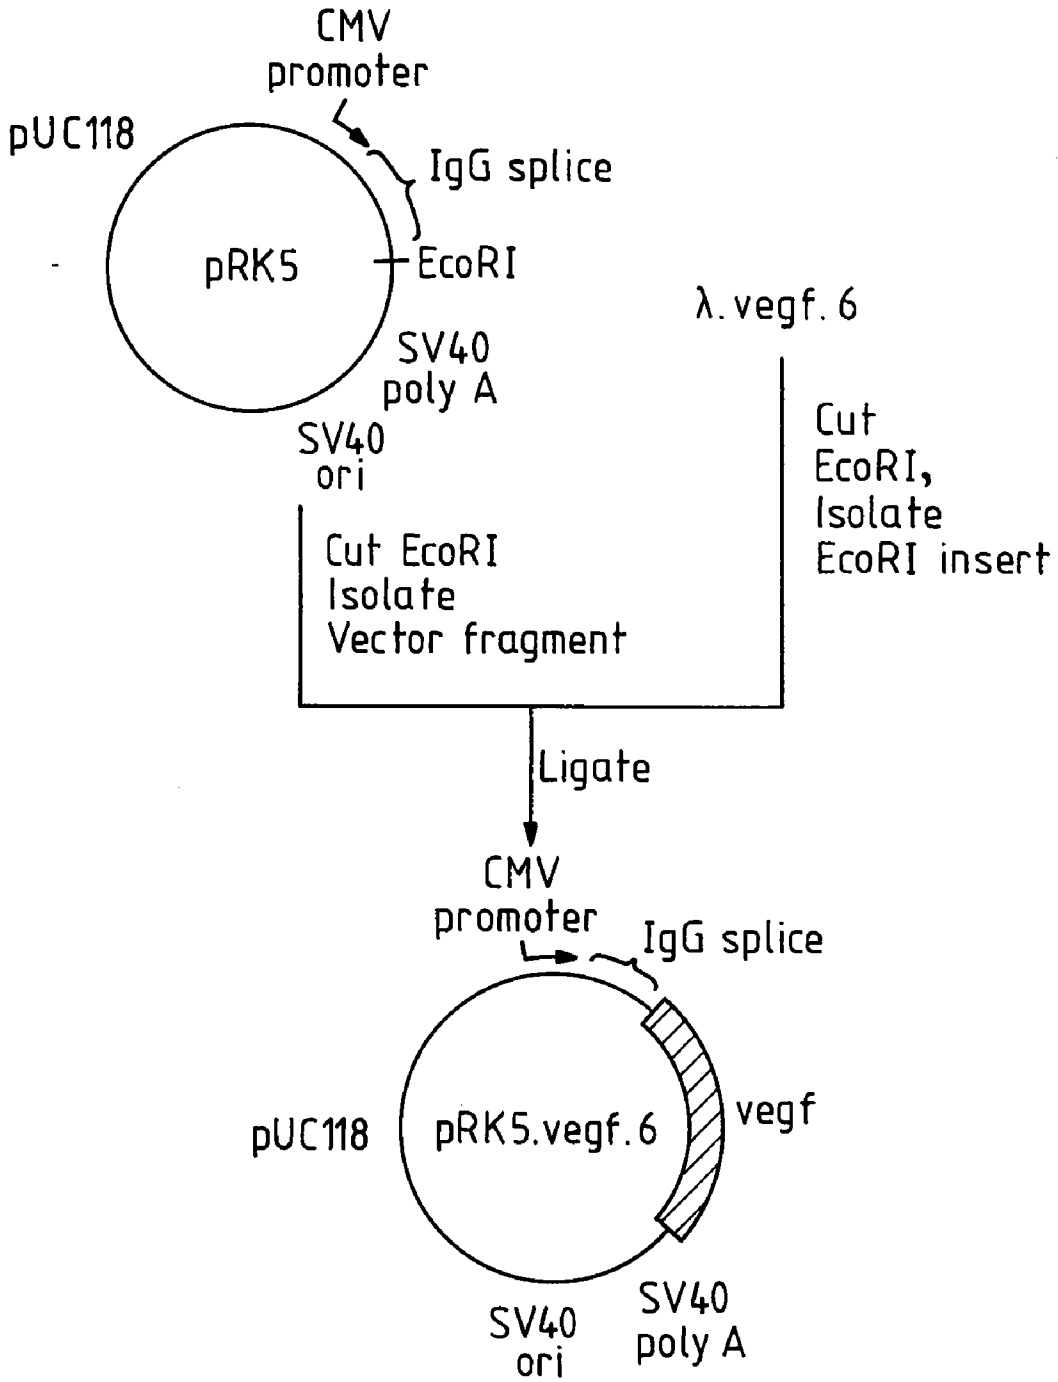 CMV
promoter
pUC118
IgG splice
pRK5
EcoRI
SV40
poly A
SV40
ori
λ.vegf.6
Cut
EcoRI,
Isolate
EcoRI insert
Cut EcoRI
Isolate
Vector fragment
Ligate
CMV
promoter
IgG splice
pUC118
pRK5.vegf.6
vegf
SV40
poly A
SV40
ori